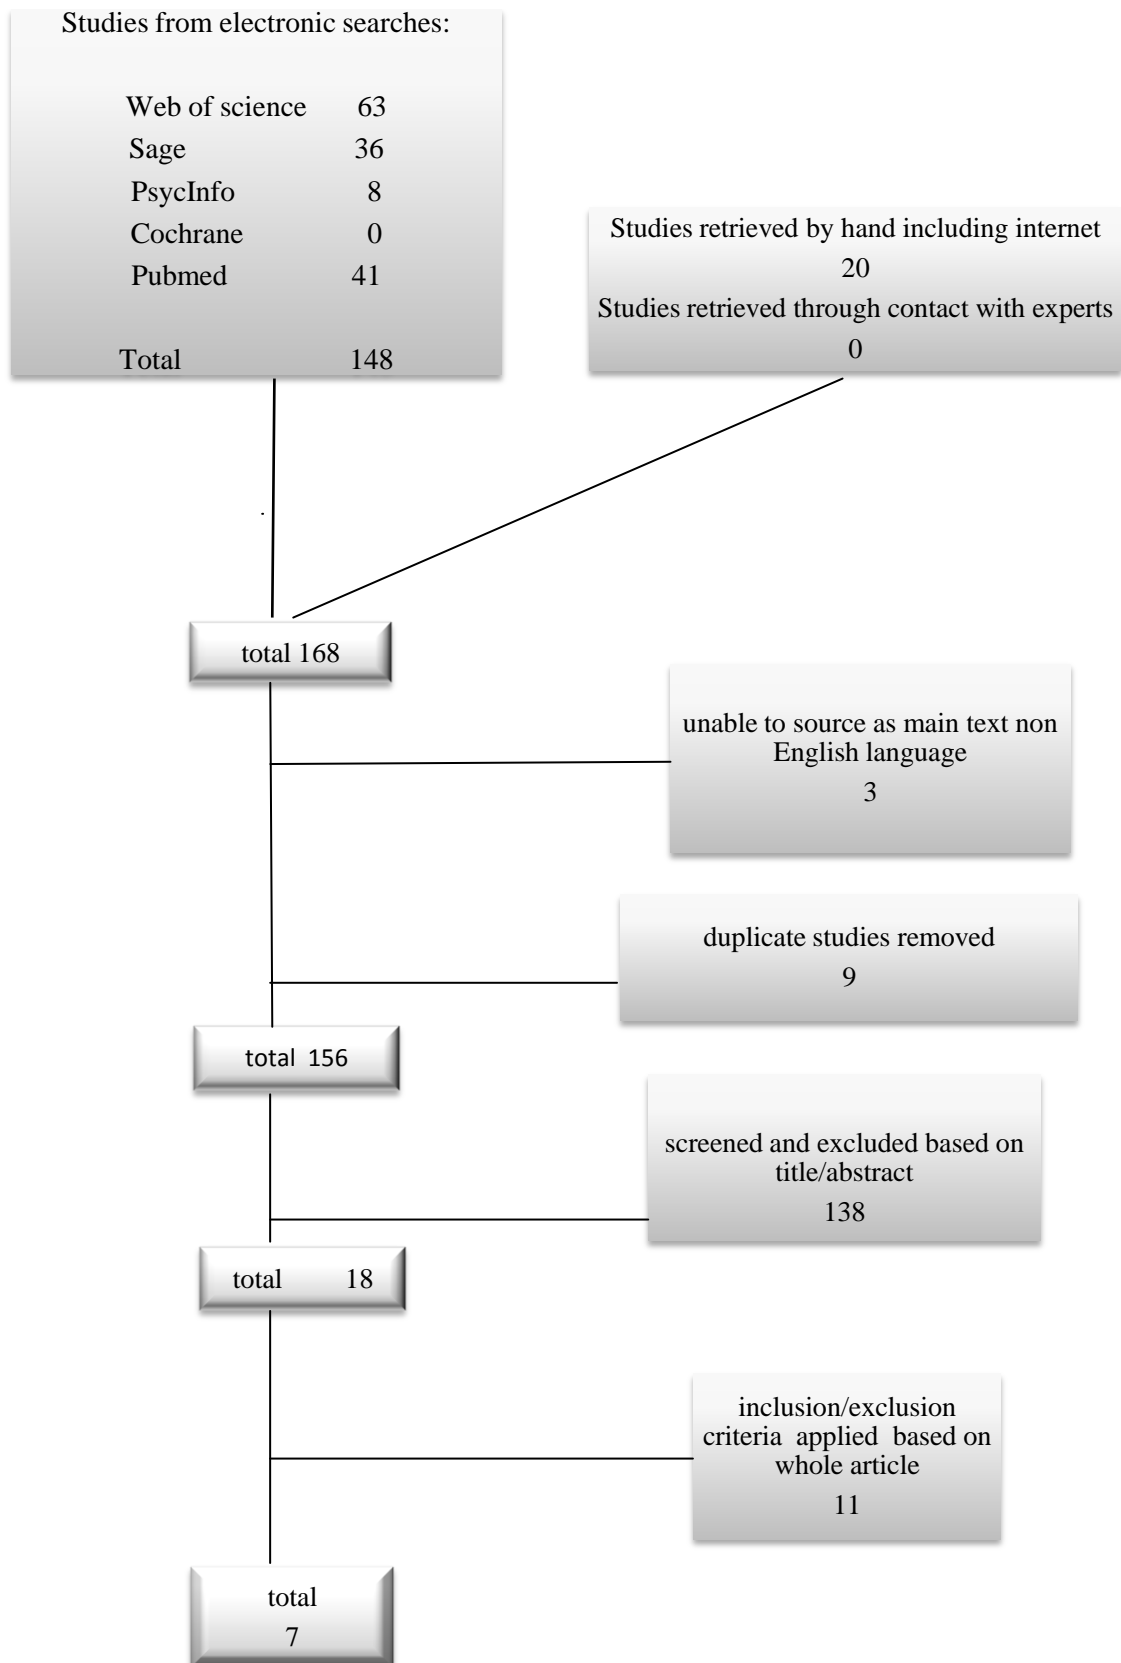 Studies from electronic searches:
Web of science 63
Sage 36
PsycInfo 8
Cochrane 0
Pubmed 41
Total 148
Studies retrieved by hand including internet
20
Studies retrieved through contact with experts
0
total 168
unable to source as main text non
English language
3
duplicate studies removed
9
total 156
screened and excluded based on
title/abstract
138
total 18
inclusion/exclusion
criteria applied based on
whole article
11
total
7